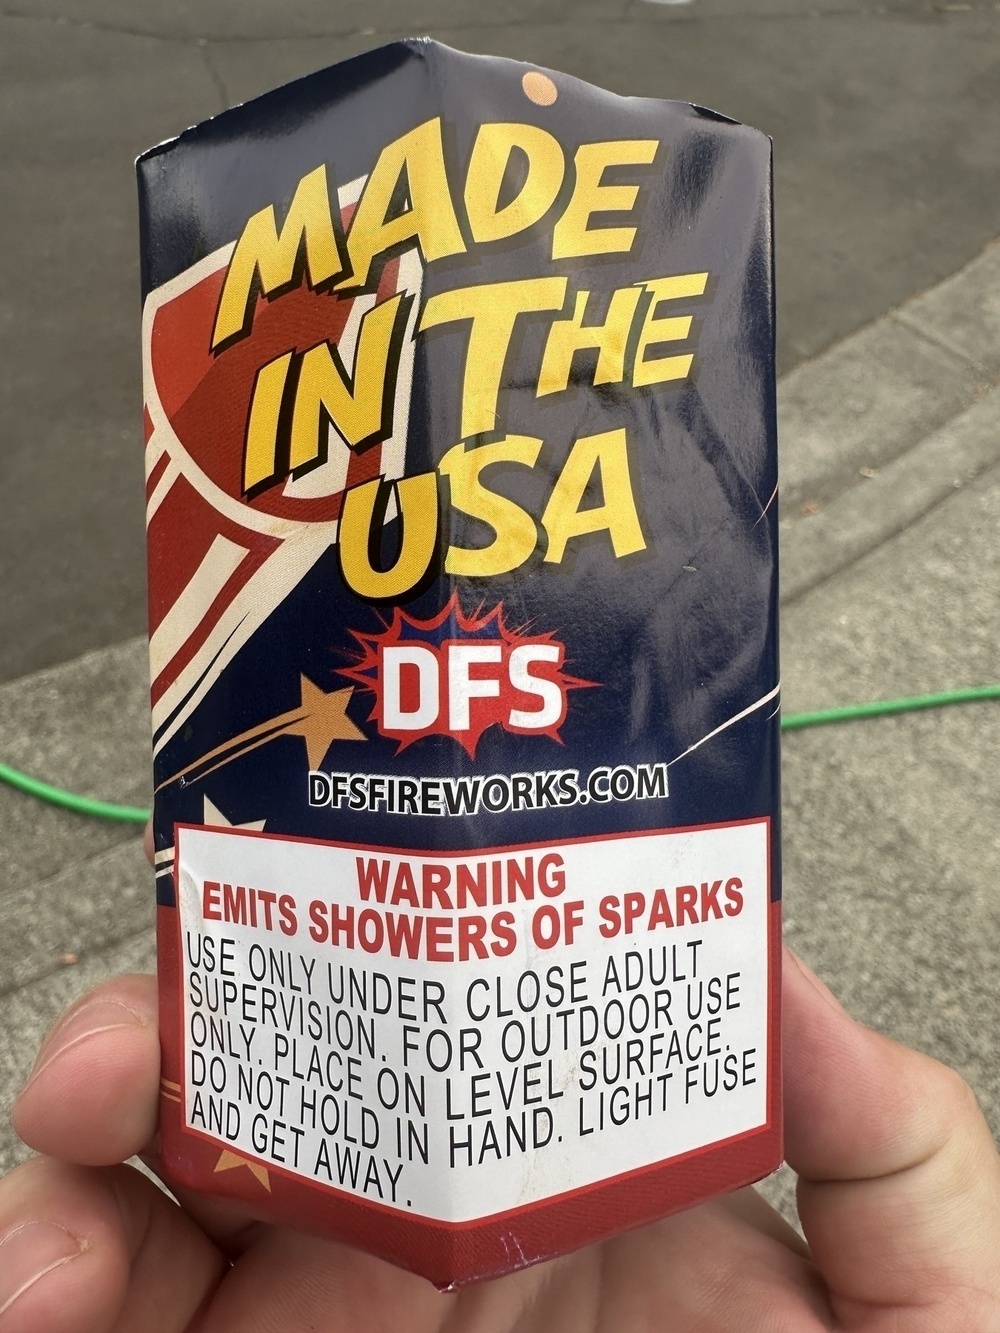 MADE
IN THE
USA
DFS
DFSFIREWORKS.COM
WARNING
EMITS SHOWERS OF SPARKS
USE ONLY UNDER CLOSE ADULT
SUPERVISION. FOR OUTDOOR USE
ONLY. PLACE ON LEVEL SURFACE.
DO NOT HOLD IN HAND. LIGHT FUSE
AND GET AWAY.